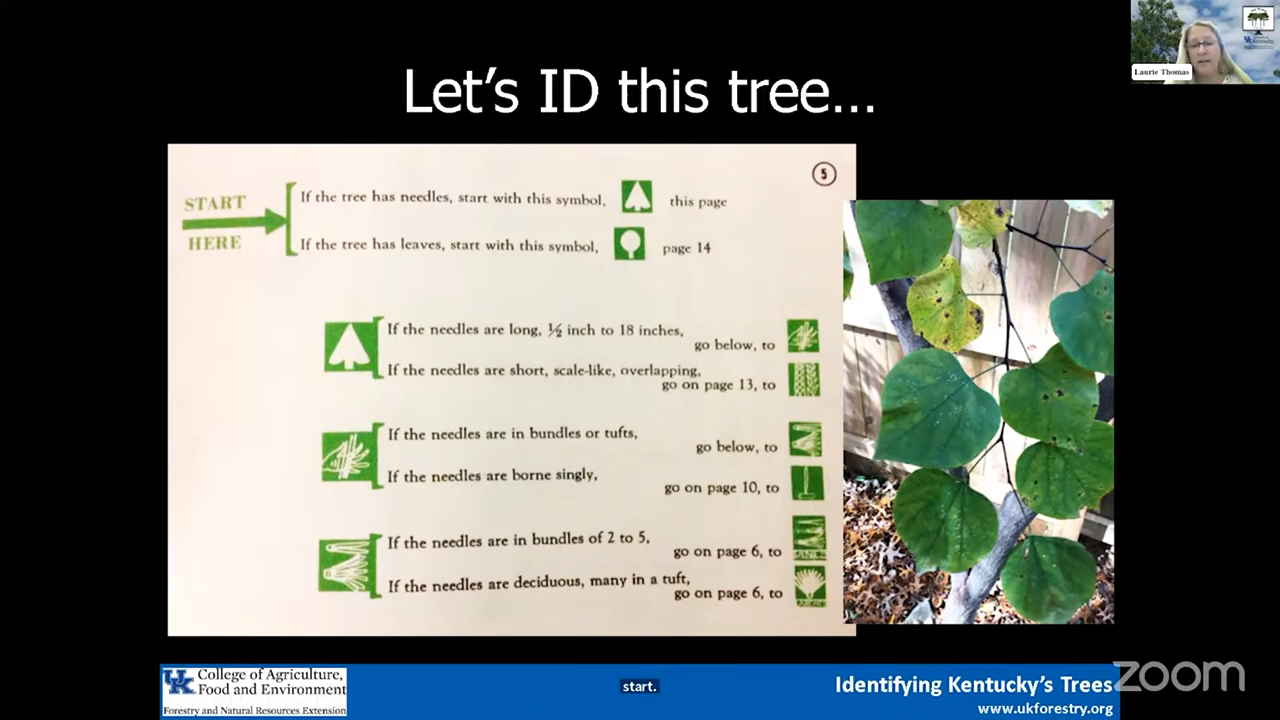 Laurie Thomas
Let's ID this tree...
5
START
HERE
If the tree has needles, start with this symbol, this page
If the tree has leaves, start with this symbol, page 14
If the needles are long, ½ inch to 18 inches,
go below, to
If the needles are short, scale-like, overlapping,
go on page 13, to
If the needles are in bundles or tufts,
go below, to
If the needles are borne singly,
go on page 10, to
If the needles are in bundles of 2 to 5,
go on page 6, to
If the needles are deciduous, many in a tuft,
go on page 6, to
UK College of Agriculture,
Food and Environment
Forestry and Natural Resources Extension
start.
Identifying Kentucky's Trees
www.ukforestry.org
zoom